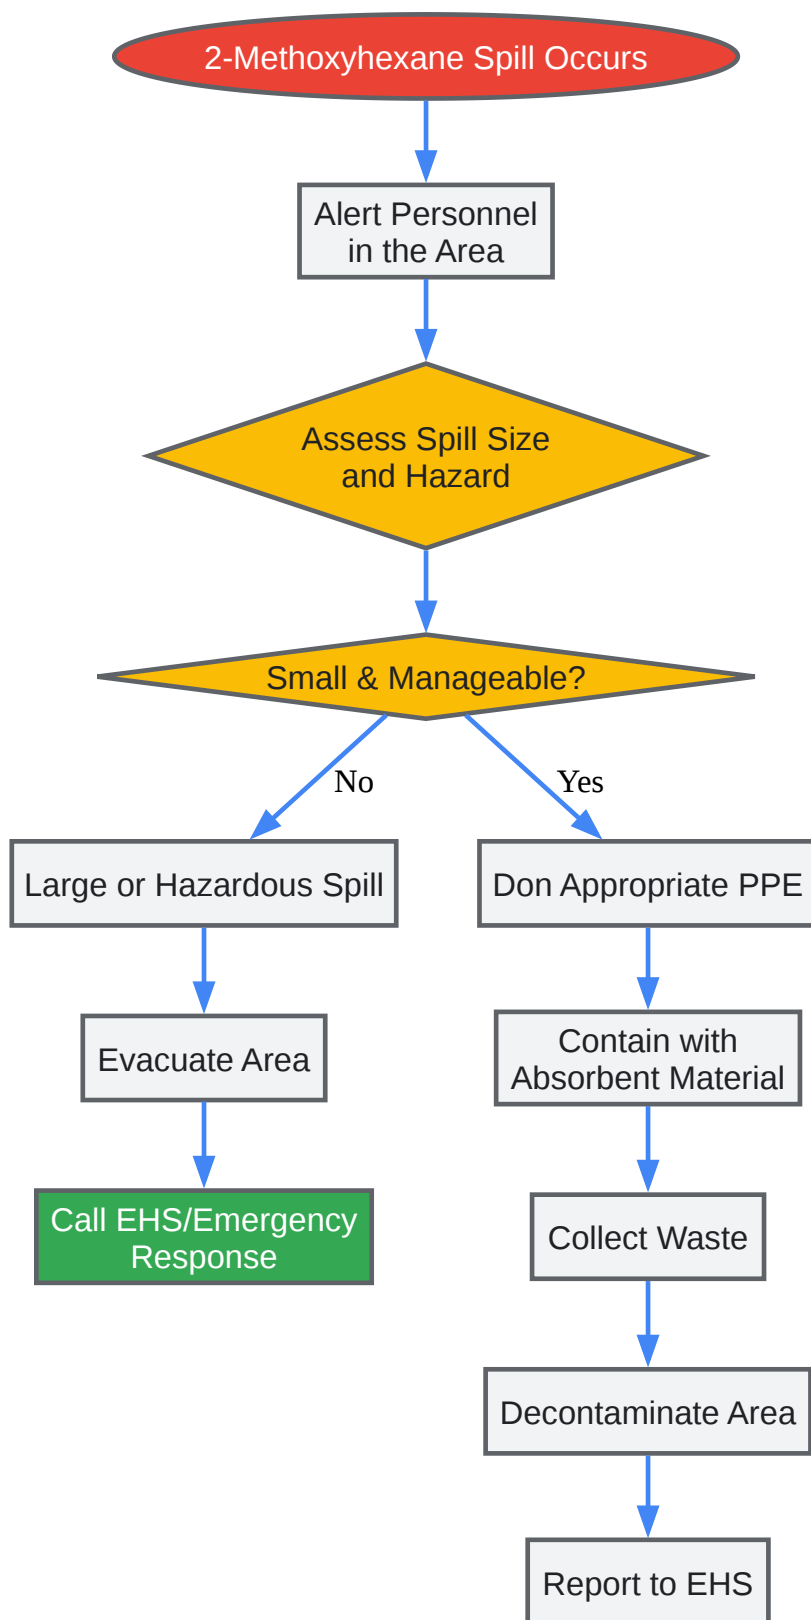 2-Methoxyhexane Spill Occurs
Alert Personnel
in the Area
Assess Spill Size
and Hazard
Small & Manageable?
No
Yes
Large or Hazardous Spill
Don Appropriate PPE
Evacuate Area
Contain with
Absorbent Material
Call EHS/Emergency
Response
Collect Waste
Decontaminate Area
Report to EHS